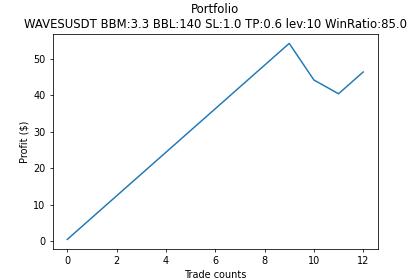 Portfolio
WAVESUSDT BBM:3.3 BBL:140 SL:1.0 TP:0.6 lev:10 WinRatio:85.0
50
40
30
20
10
0
Profit ($)
0 2 4 6 8 10 12
Trade counts